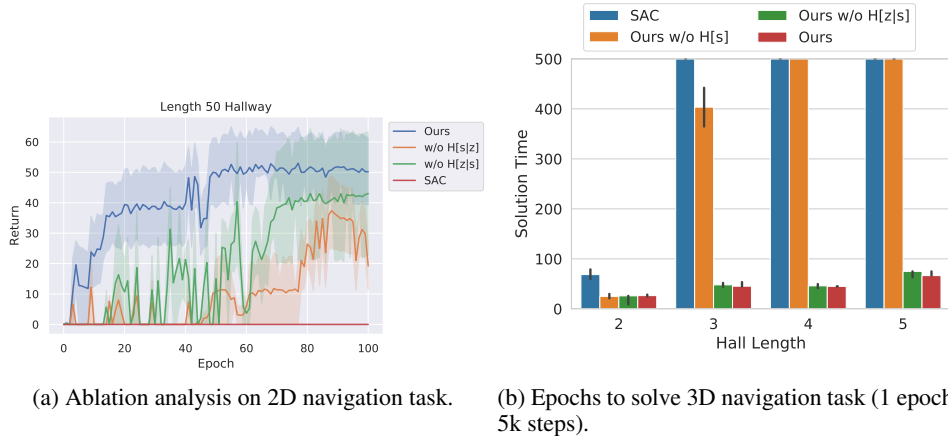 Length 50 Hallway
Return
60
50
40
30
20
10
0
0 20 40 60 80 100
Epoch
Ours
w/o H[s|z]
w/o H[z|s]
SAC
(a) Ablation analysis on 2D navigation task.
SAC
Ours w/o H[s]
Ours w/o H[z|s]
Ours
Solution Time
500
400
300
200
100
0
2 3 4 5
Hall Length
(b) Epochs to solve 3D navigation task (1 epoch
5k steps).